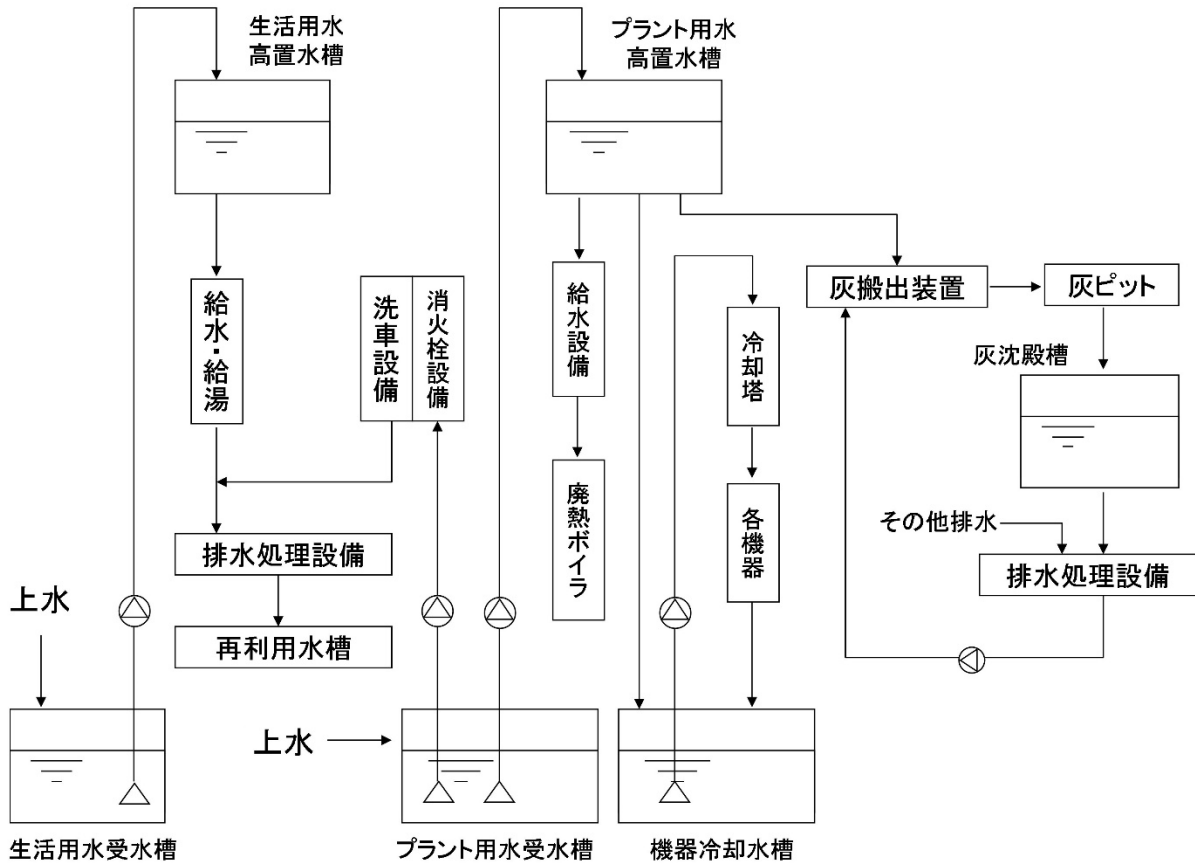 生活用水
高置水槽
プラント用水
高置水槽
給水・給湯
洗車設備
消火栓設備
給水設備
廃熱ボイラ
冷却塔
各機器
灰搬出装置
灰ピット
灰沈殿槽
その他排水
排水処理設備
排水処理設備
再利用水槽
上水
上水
生活用水受水槽
プラント用水受水槽
機器冷却水槽